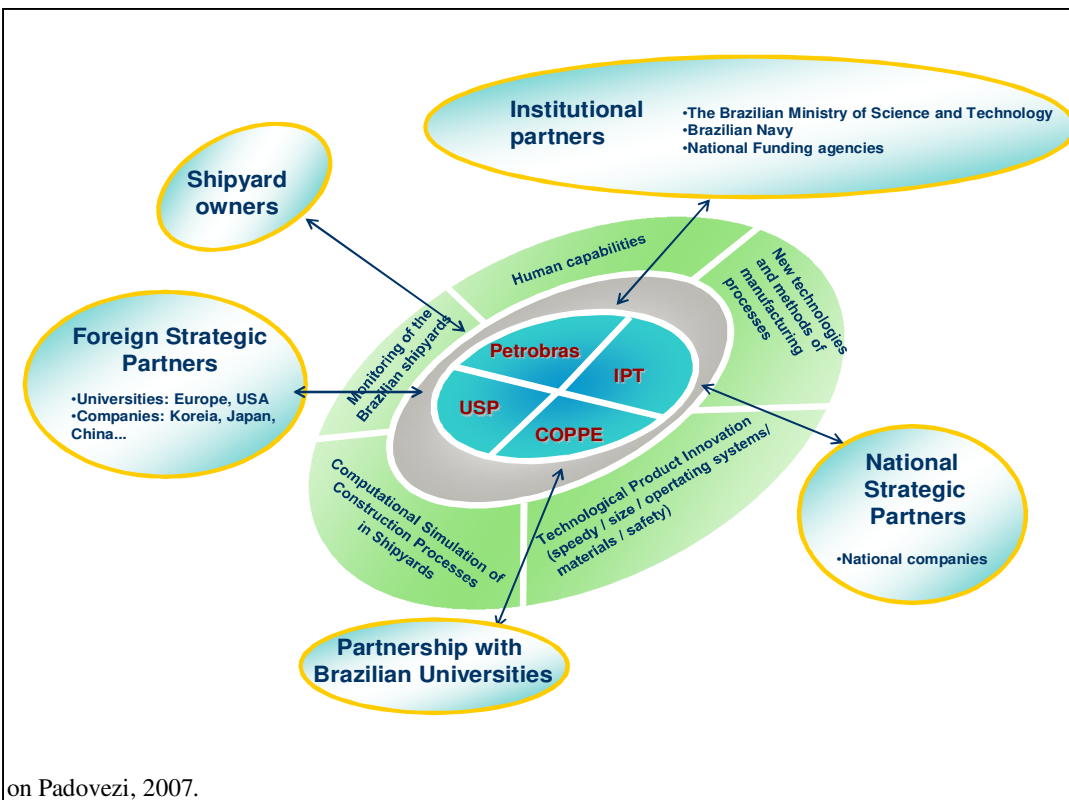 Institutional
partners
•The Brazilian Ministry of Science and Technology
•Brazilian Navy
•National Funding agencies
Shipyard
owners
Human capabilities
New technologies
and methods of
manufacturing
processes
Monitoring of the
Brazilian shipyards
Foreign Strategic
Partners
•Universities: Europe, USA
•Companies: Koreia, Japan,
China...
Petrobras
IPT
USP
COPPE
National
Strategic
Partners
•National companies
Computational Simulation of
Construction Processes
in Shipyards
Technological Product Innovation
(speedy / size / opertating systems/
materials / safety)
Partnership with
Brazilian Universities
on Padovezi, 2007.